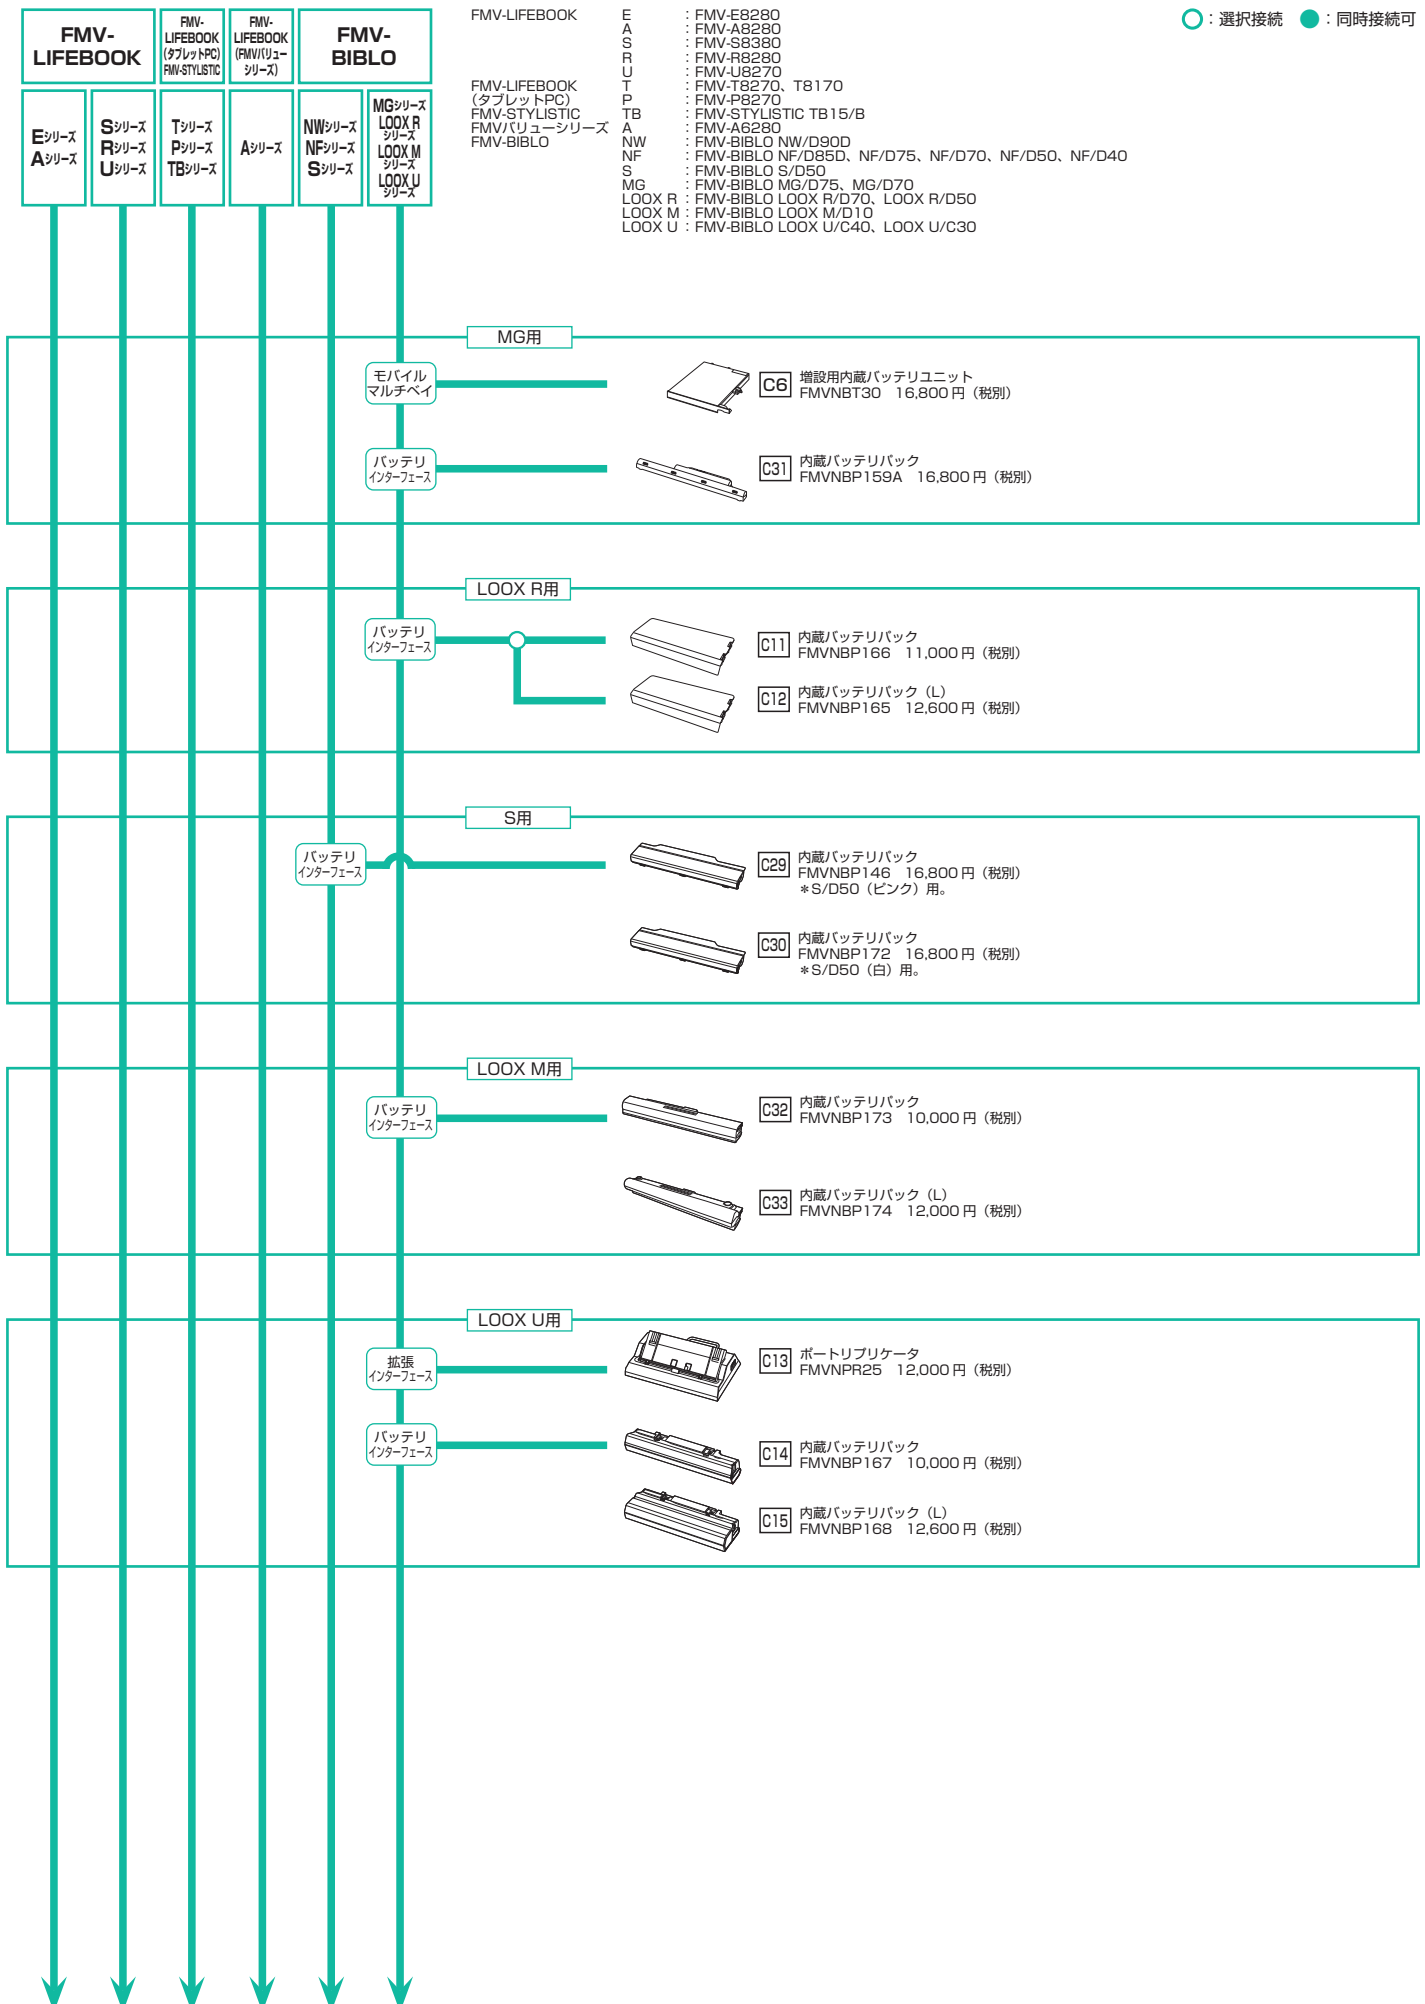 FMV-
LIFEBOOK
FMV-
LIFEBOOK
(タブレットPC)
FMV-STYLISTIC
FMV-
LIFEBOOK
(FMVバリュー
シリーズ)
FMV-
BIBLO
Eシリーズ
Aシリーズ
Sシリーズ
Rシリーズ
Uシリーズ
Tシリーズ
Pシリーズ
TBシリーズ
Aシリーズ
NWシリーズ
NFシリーズ
Sシリーズ
MGシリーズ
LOOX R
シリーズ
LOOX M
シリーズ
LOOX U
シリーズ
FMV-LIFEBOOK E : FMV-E8280
A : FMV-A8280
S : FMV-S8380
R : FMV-R8280
U : FMV-U8270
FMV-LIFEBOOK T : FMV-T8270、T8170
(タブレットPC) P : FMV-P8270
FMV-STYLISTIC TB : FMV-STYLISTIC TB15/B
FMVバリューシリーズ A : FMV-A6280
FMV-BIBLO NW : FMV-BIBLO NW/D90D
NF : FMV-BIBLO NF/D85D、NF/D75、NF/D70、NF/D50、NF/D40
S : FMV-BIBLO S/D50
MG : FMV-BIBLO MG/D75、MG/D70
LOOX R : FMV-BIBLO LOOX R/D70、LOOX R/D50
LOOX M : FMV-BIBLO LOOX M/D10
LOOX U : FMV-BIBLO LOOX U/C40、LOOX U/C30
○：選択接続 ●：同時接続可
MG用
モバイル
マルチベイ
C6 増設用内蔵バッテリユニット
FMVNBT30 16,800円（税別）
バッテリ
インターフェース
C31 内蔵バッテリパック
FMVNBP159A 16,800円（税別）
LOOX R用
バッテリ
インターフェース
C11 内蔵バッテリパック
FMVNBP166 11,000円（税別）
C12 内蔵バッテリパック（L）
FMVNBP165 12,600円（税別）
S用
バッテリ
インターフェース
C29 内蔵バッテリパック
FMVNBP146 16,800円（税別）
＊S/D50（ピンク）用。
C30 内蔵バッテリパック
FMVNBP172 16,800円（税別）
＊S/D50（白）用。
LOOX M用
バッテリ
インターフェース
C32 内蔵バッテリパック
FMVNBP173 10,000円（税別）
C33 内蔵バッテリパック（L）
FMVNBP174 12,000円（税別）
LOOX U用
拡張
インターフェース
C13 ポートリプリケータ
FMVNPR25 12,000円（税別）
バッテリ
インターフェース
C14 内蔵バッテリパック
FMVNBP167 10,000円（税別）
C15 内蔵バッテリパック（L）
FMVNBP168 12,600円（税別）